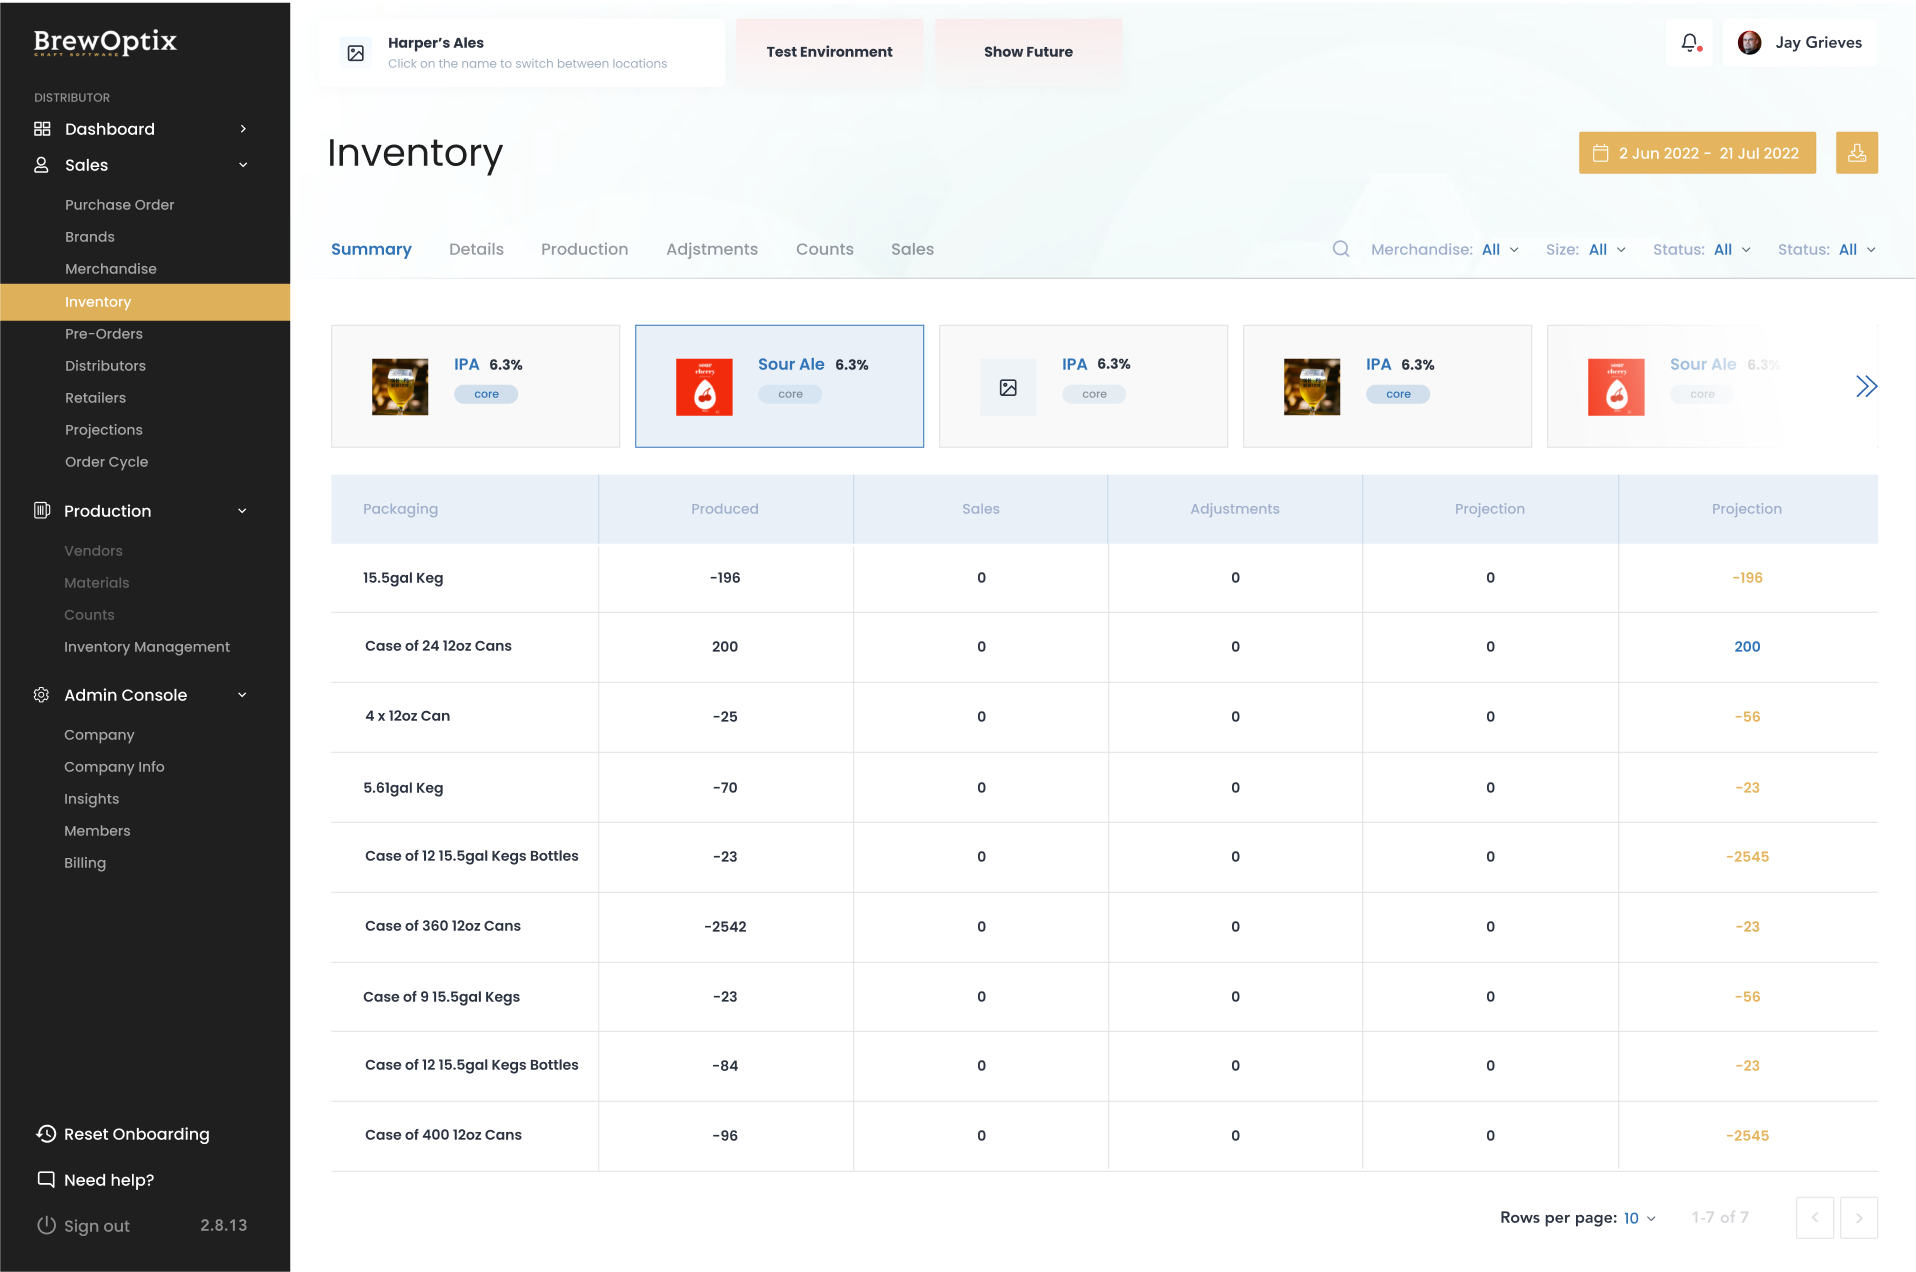 BrewOptix
CRAFT SOFTWARE
DISTRIBUTOR
Dashboard
Sales
Purchase Order
Brands
Merchandise
Inventory
Pre-Orders
Distributors
Retailers
Projections
Order Cycle
Production
Vendors
Materials
Counts
Inventory Management
Admin Console
Company
Company Info
Insights
Members
Billing
Reset Onboarding
Need help?
Sign out 2.8.13
Harper's Ales
Click on the name to switch between locations
Test Environment
Show Future
Jay Grieves
Inventory
2 Jun 2022 - 21 Jul 2022
Summary Details Production Adjstments Counts Sales
Merchandise: All Size: All Status: All Status: All
IPA 6.3%
core
sour
cherry
Sour Ale 6.3%
core
IPA 6.3%
core
IPA 6.3%
core
sour
cherry
Sour Ale 6.3%
core
Packaging Produced Sales Adjustments Projection Projection
15.5gal Keg -196 0 0 0 -196
Case of 24 12oz Cans 200 0 0 0 200
4 x 12oz Can -25 0 0 0 -56
5.61gal Keg -70 0 0 0 -23
Case of 12 15.5gal Kegs Bottles -23 0 0 0 -2545
Case of 360 12oz Cans -2542 0 0 0 -23
Case of 9 15.5gal Kegs -23 0 0 0 -56
Case of 12 15.5gal Kegs Bottles -84 0 0 0 -23
Case of 400 12oz Cans -96 0 0 0 -2545
Rows per page: 10 1-7 of 7